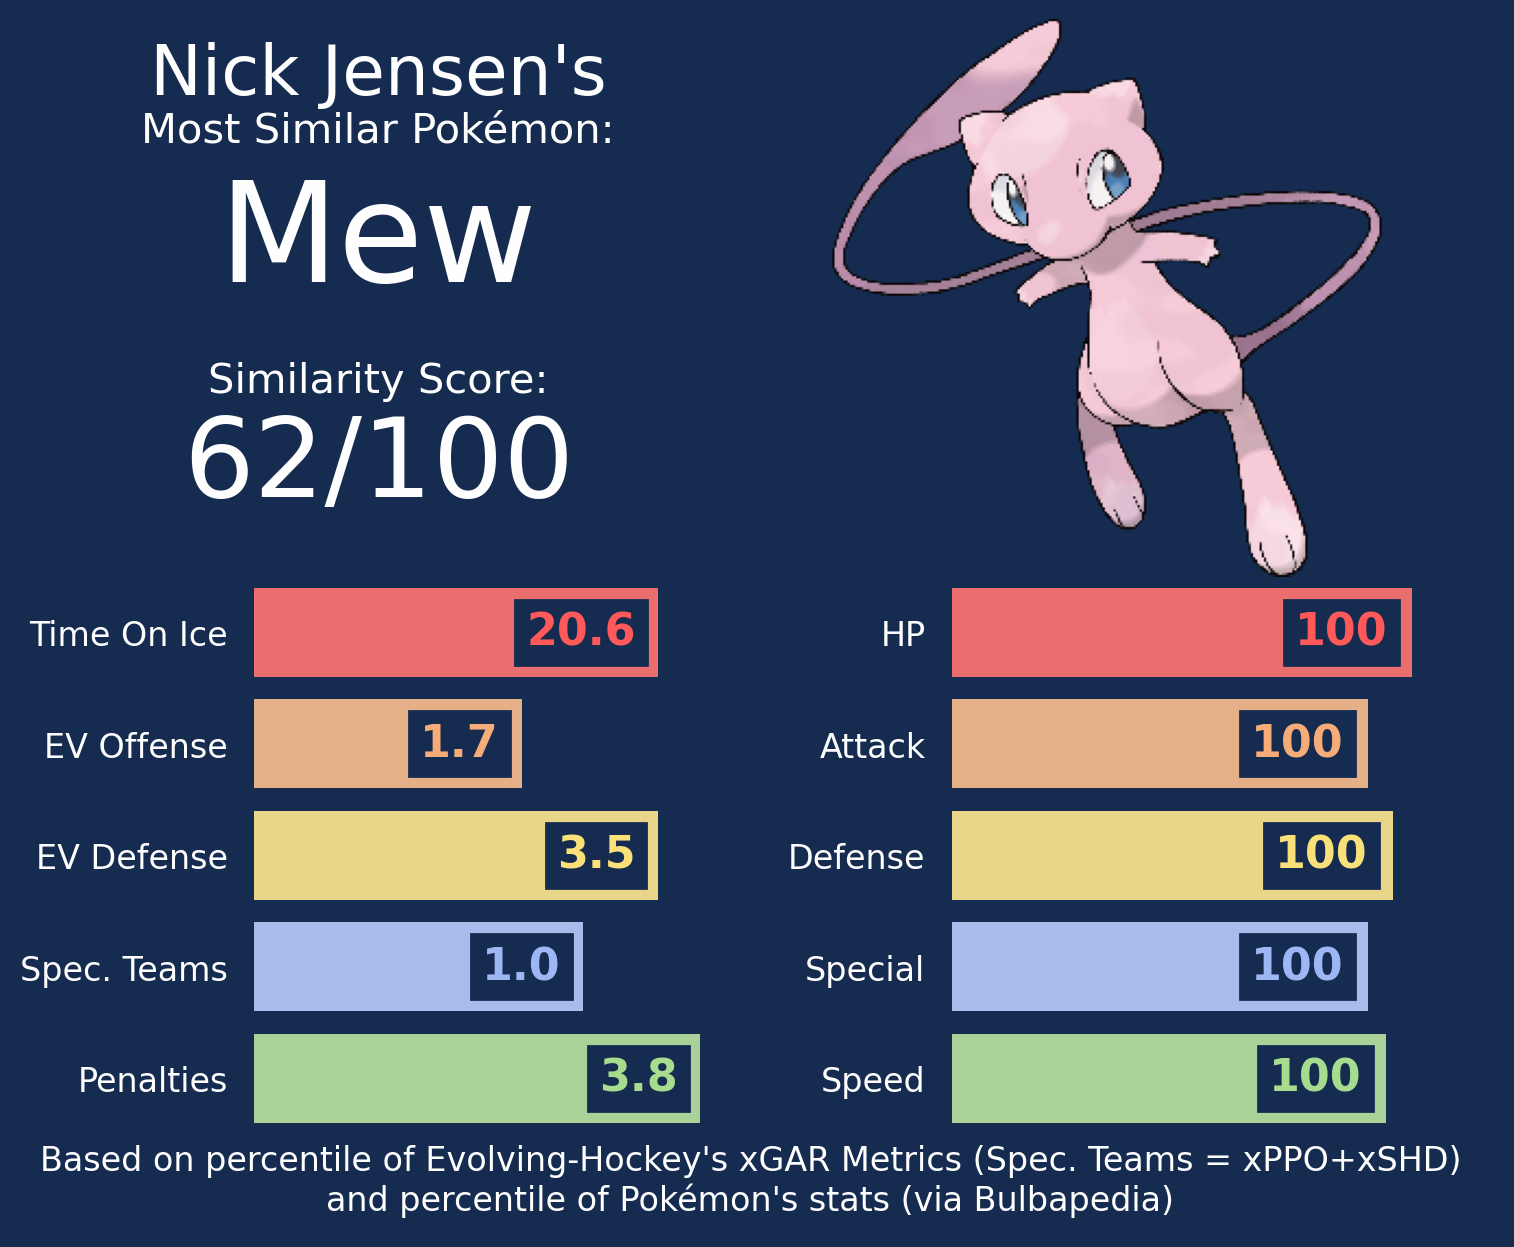 Nick Jensen's
Most Similar Pokémon:
Mew
Similarity Score:
62/100
Time On Ice 20.6
EV Offense 1.7
EV Defense 3.5
Spec. Teams 1.0
Penalties 3.8
HP 100
Attack 100
Defense 100
Special 100
Speed 100
Based on percentile of Evolving-Hockey's xGAR Metrics (Spec. Teams = xPPO+xSHD)
and percentile of Pokémon's stats (via Bulbapedia)